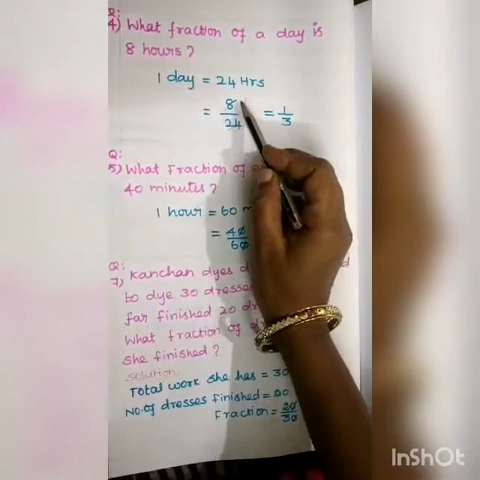 Q:
4) What fraction of a day is
8 hours?
1 day = 24 Hrs
= 8/24 = 1/3
Q:
5) What Fraction of
40 minutes?
1 hour = 60
= 40/60
Q:
7) Kanchan dyes
to dye 30
far finished 20
What fraction of
she finished?
Solution:
Total work she has = 30
No. of dresses finished = 20
Fraction = 20/30
InShOt